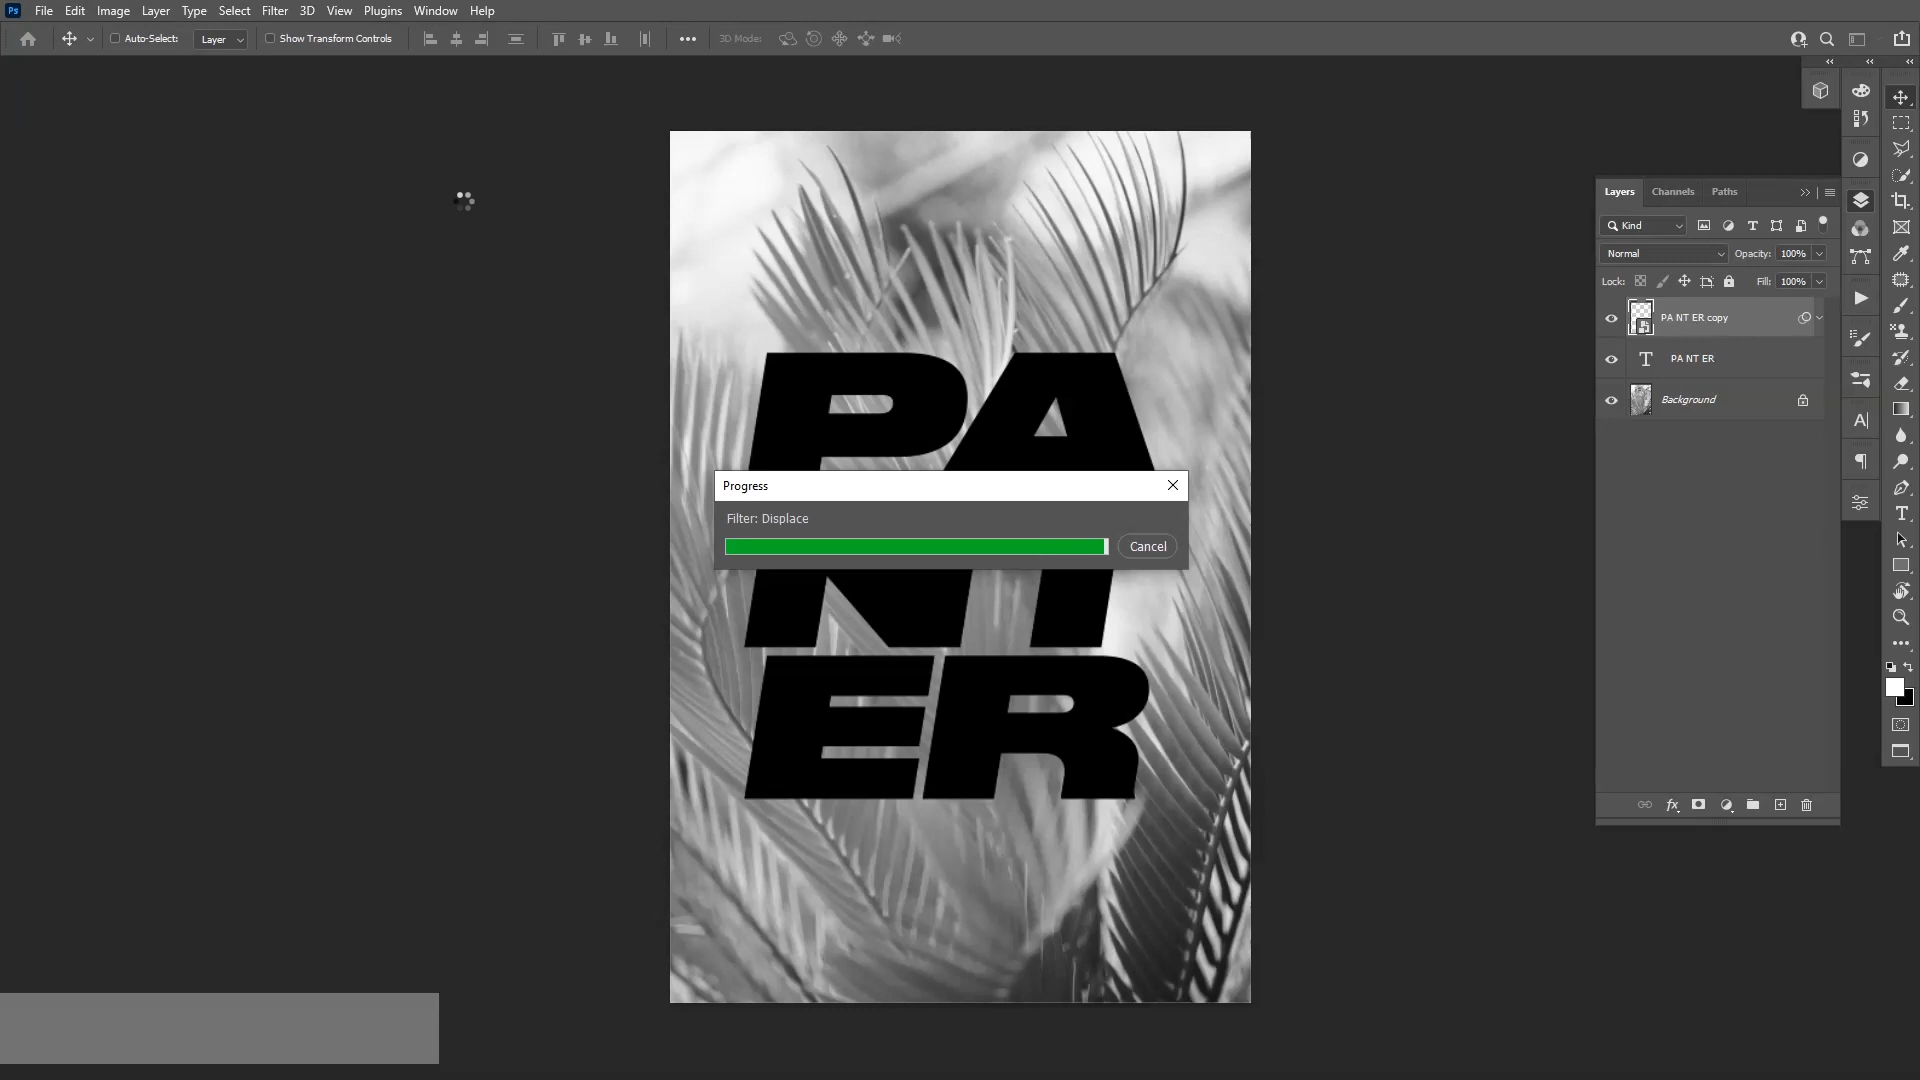 Ps File Edit Image Layer Type Select Filter 3D View Plugins Window Help
Auto-Select: Layer Show Transform Controls 3D Mode:
Layers Channels Paths
Kind
Normal Opacity: 100%
Lock: Fill: 100%
PA NT ER copy
PA NT ER
Background
fx
PA
Progress
Filter: Displace
Cancel
NT
ER